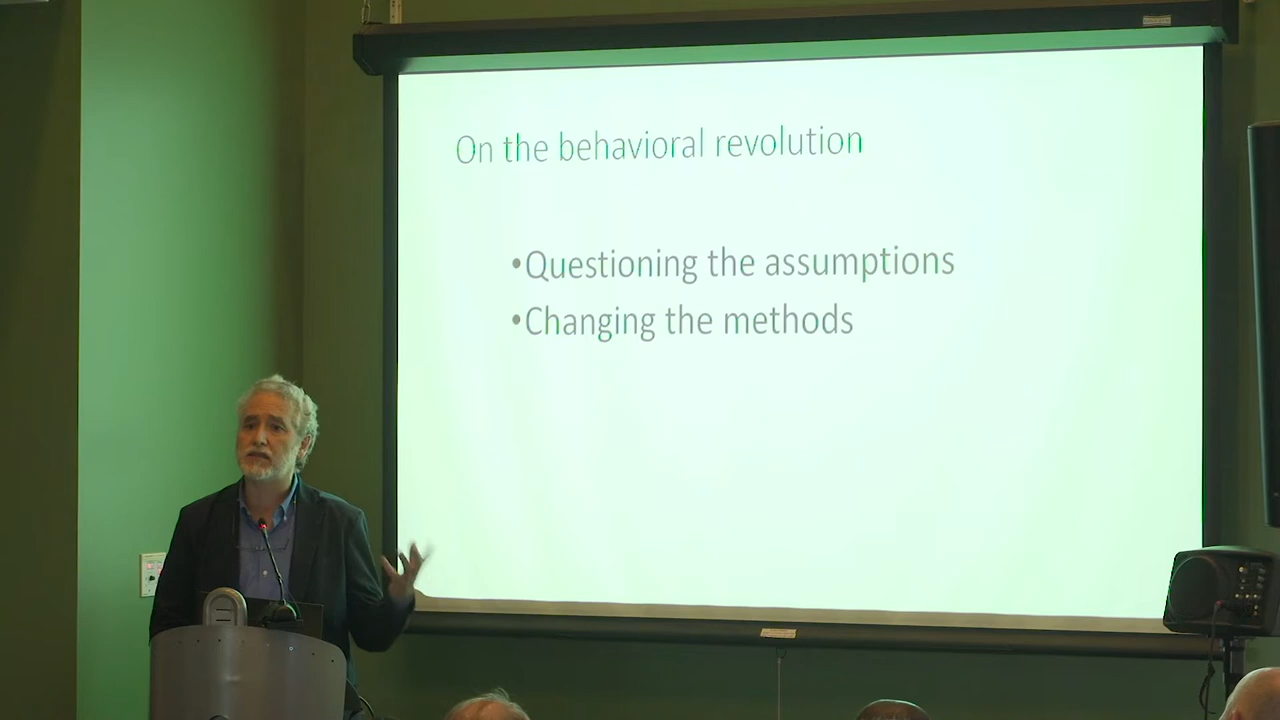 On the behavioral revolution
•Questioning the assumptions
•Changing the methods